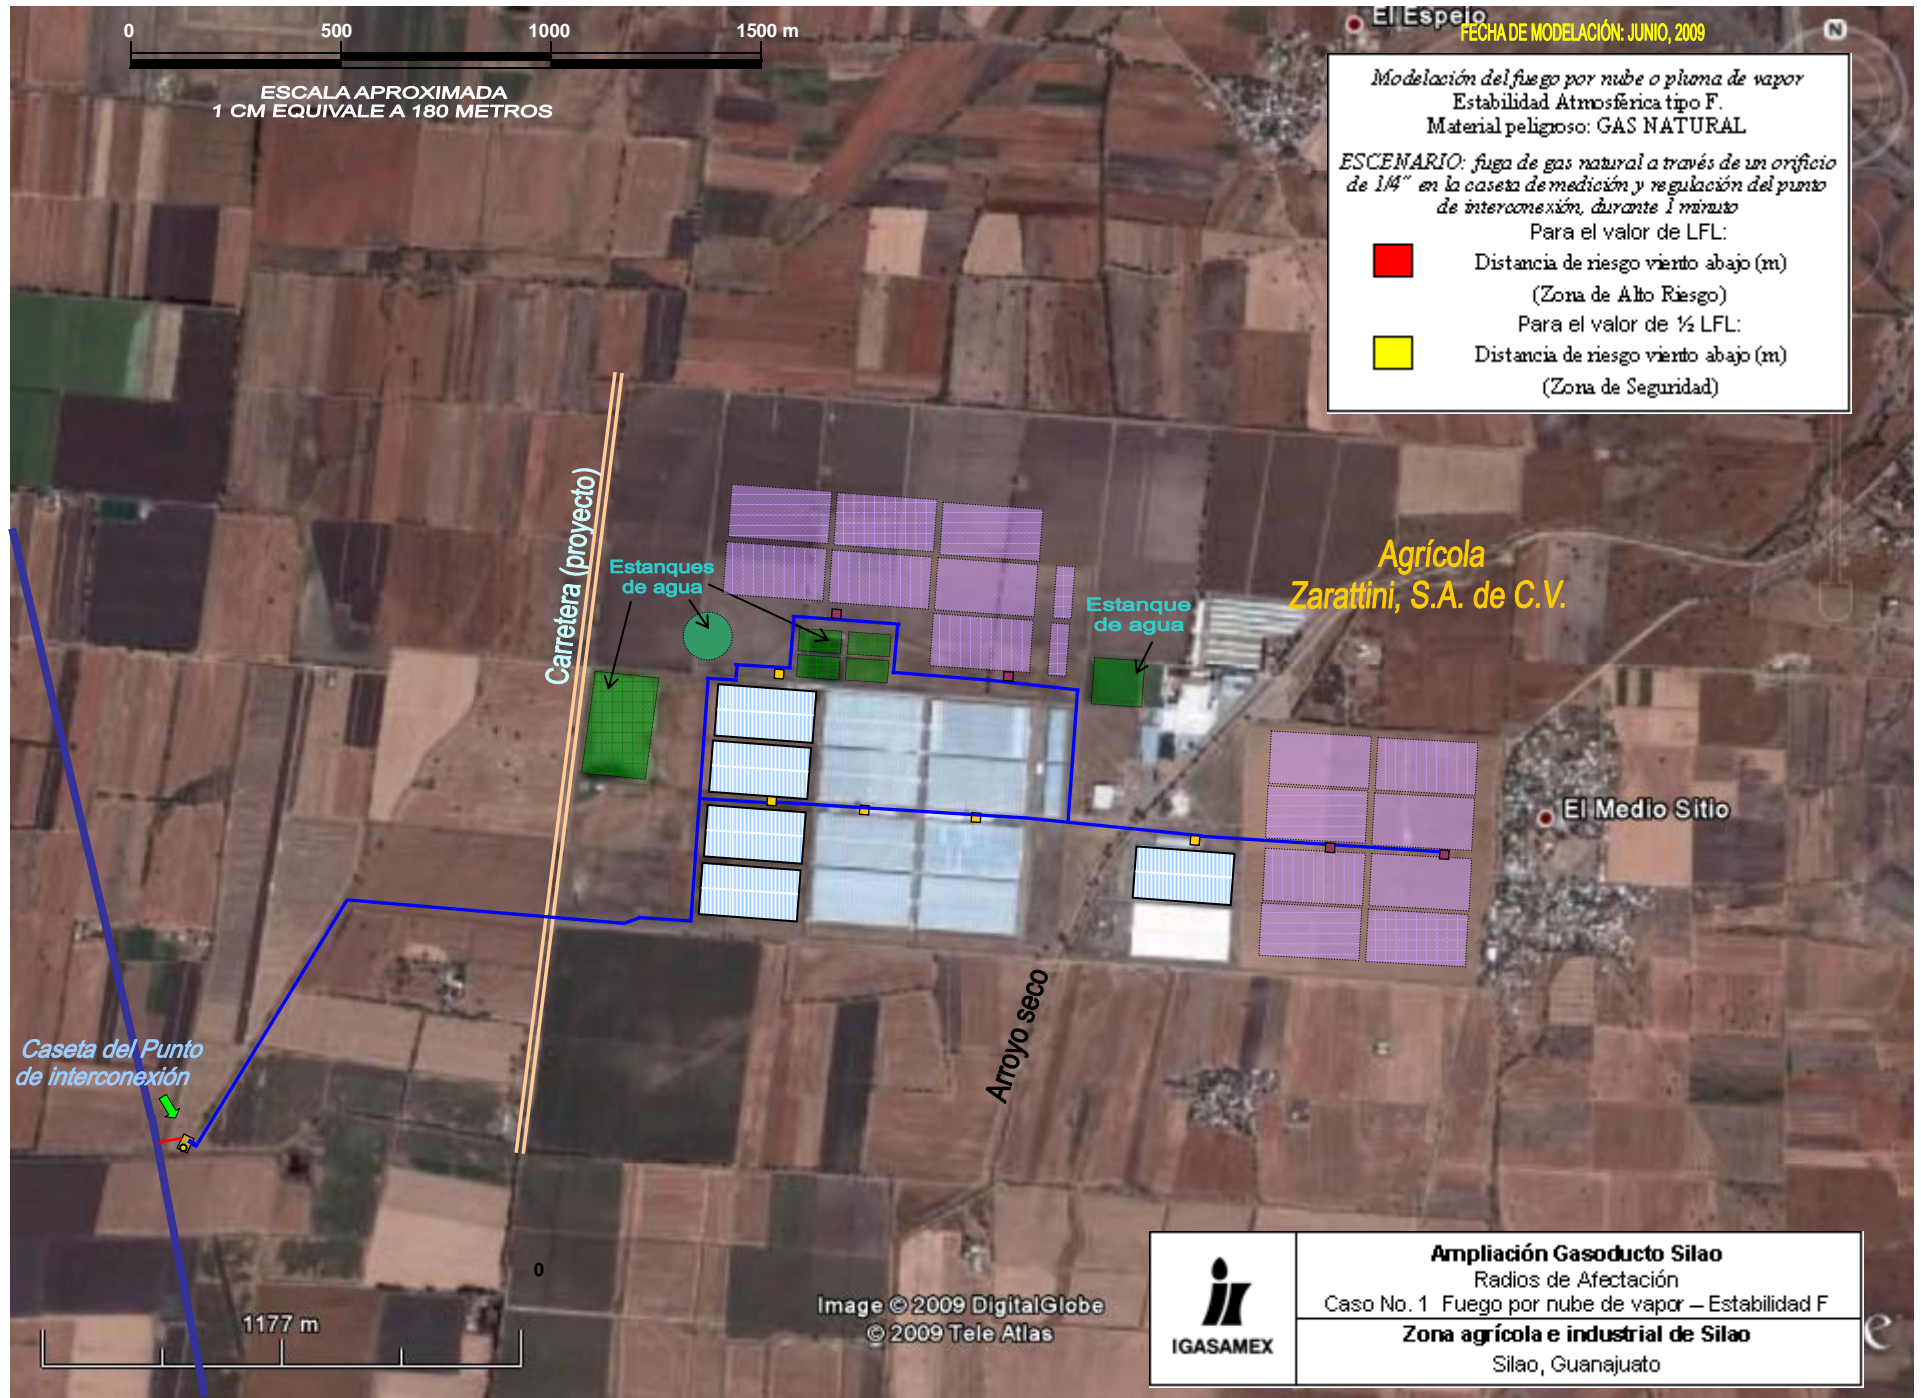 0 500 1000 1500 m
ESCALA APROXIMADA
1 CM EQUIVALE A 180 METROS
El Espejo
FECHA DE MODELACIÓN: JUNIO, 2009
N
Modelación del fuego por nube o pluma de vapor
Estabilidad Atmosférica tipo F.
Material peligroso: GAS NATURAL
ESCENARIO: fuga de gas natural a través de un orificio
de 1/4" en la caseta de medición y regulación del punto
de interconexión, durante 1 minuto
Para el valor de LFL:
Distancia de riesgo viento abajo (m)
(Zona de Alto Riesgo)
Para el valor de ½ LFL:
Distancia de riesgo viento abajo (m)
(Zona de Seguridad)
Carretera (proyecto)
Estanques
de agua
Estanque
de agua
Agrícola
Zarattini, S.A. de C.V.
El Medio Sitio
Arroyo seco
Caseta del Punto
de interconexión
0
1177 m
Image © 2009 DigitalGlobe
© 2009 Tele Atlas
IGASAMEX
Ampliación Gasoducto Silao
Radios de Afectación
Caso No. 1 Fuego por nube de vapor – Estabilidad F
Zona agrícola e industrial de Silao
Silao, Guanajuato
e